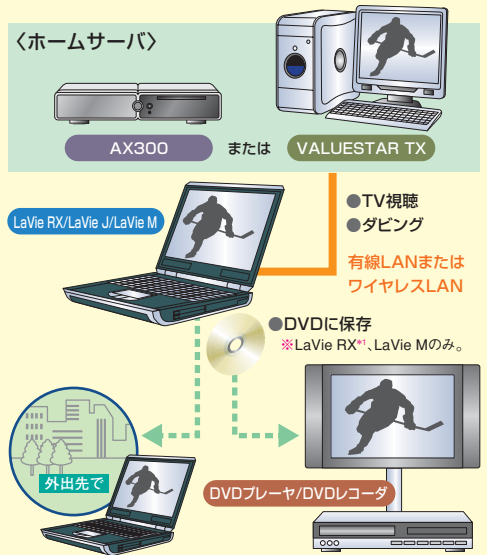 〈ホームサーバ〉
AX300 または VALUESTAR TX
●TV視聴
●ダビング
LaVie RX/LaVie J/LaVie M
有線LANまたは
ワイヤレスLAN
●DVDに保存
※LaVie RX*1、LaVie Mのみ。
外出先で
DVDプレーヤ/DVDレコーダ